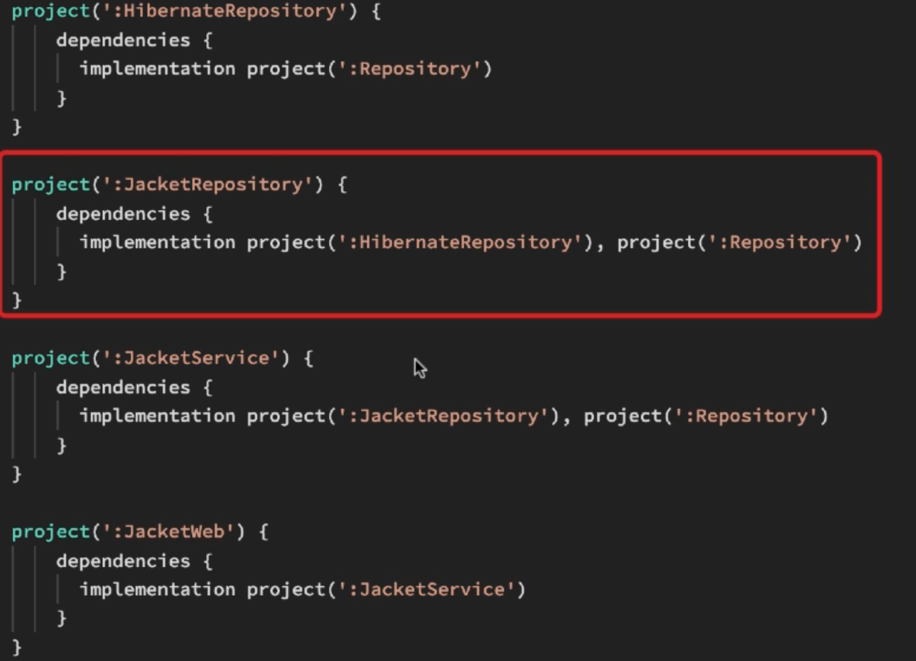 project(':HibernateRepository') {
dependencies {
implementation project(':Repository')
}
}
project(':JacketRepository') {
dependencies {
implementation project(':HibernateRepository'), project(':Repository')
}
}
project(':JacketService') {
dependencies {
implementation project(':JacketRepository'), project(':Repository')
}
}
project(':JacketWeb') {
dependencies {
implementation project(':JacketService')
}
}